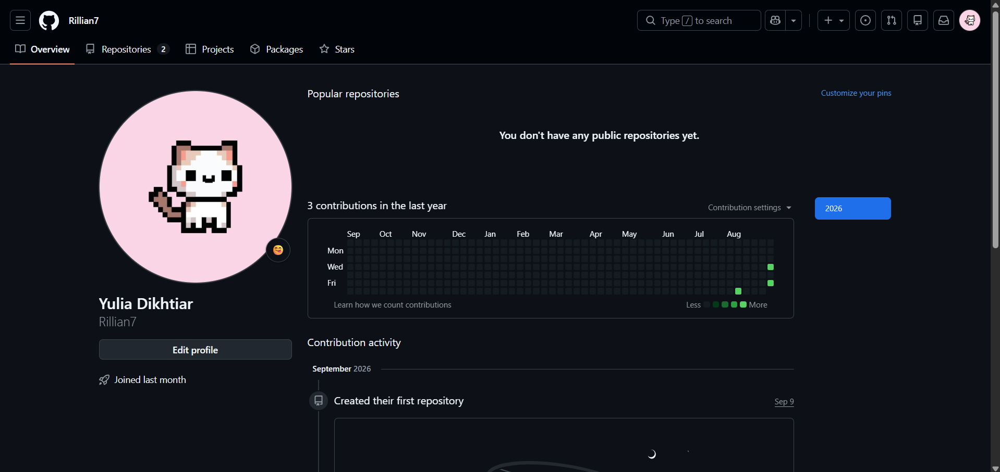 Rillian7
Type / to search
Overview
Repositories 2
Projects
Packages
Stars
Popular repositories
Customize your pins
You don't have any public repositories yet.
3 contributions in the last year
Contribution settings
2026
Sep Oct Nov Dec Jan Feb Mar Apr May Jun Jul Aug
Mon
Wed
Fri
Learn how we count contributions
Less More
Yulia Dikhtiar
Rillian7
Edit profile
Joined last month
Contribution activity
September 2026
Created their first repository
Sep 9